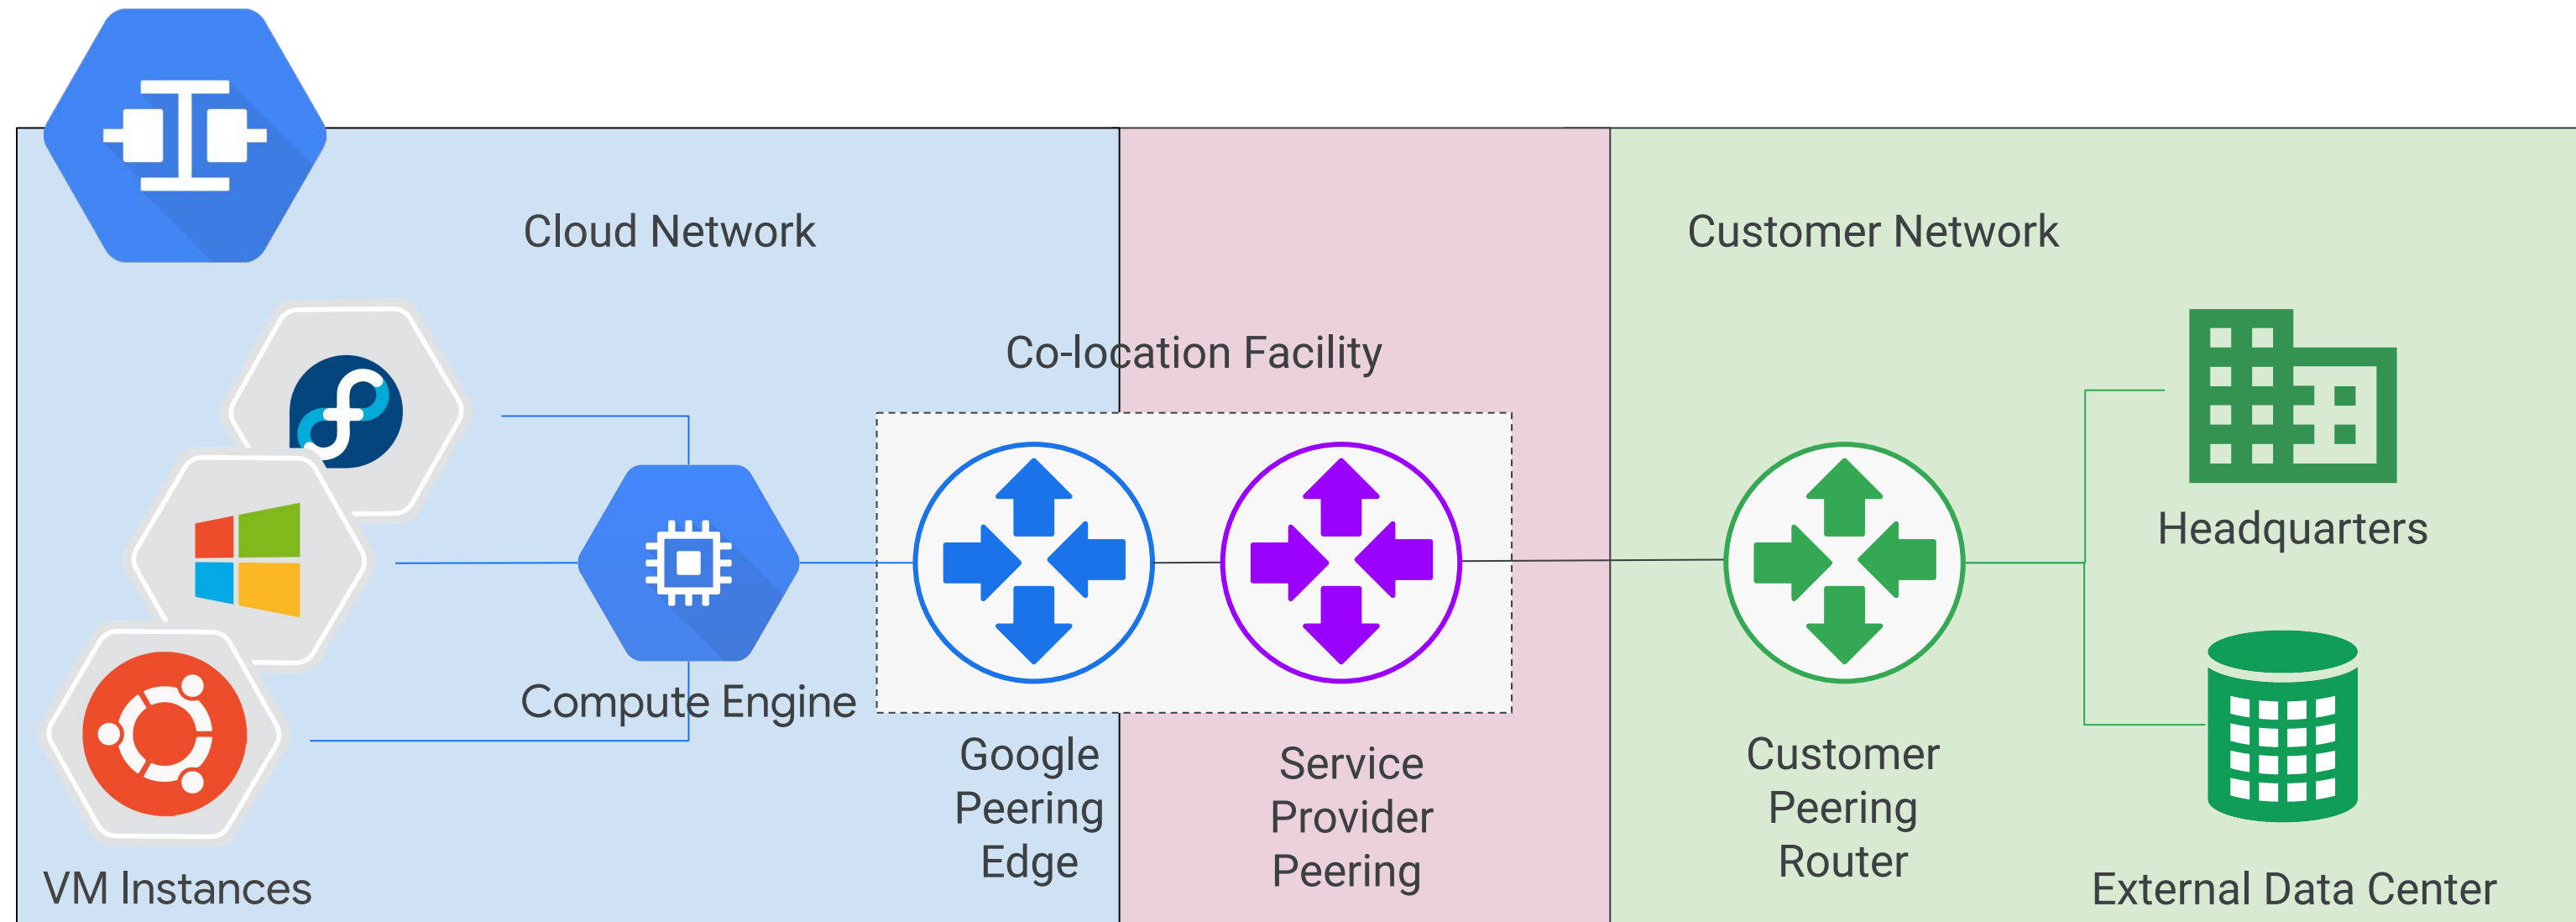 Cloud Network
Customer Network
Co-location Facility
Headquarters
Compute Engine
Google
Peering
Edge
Service
Provider
Peering
Customer
Peering
Router
VM Instances
External Data Center